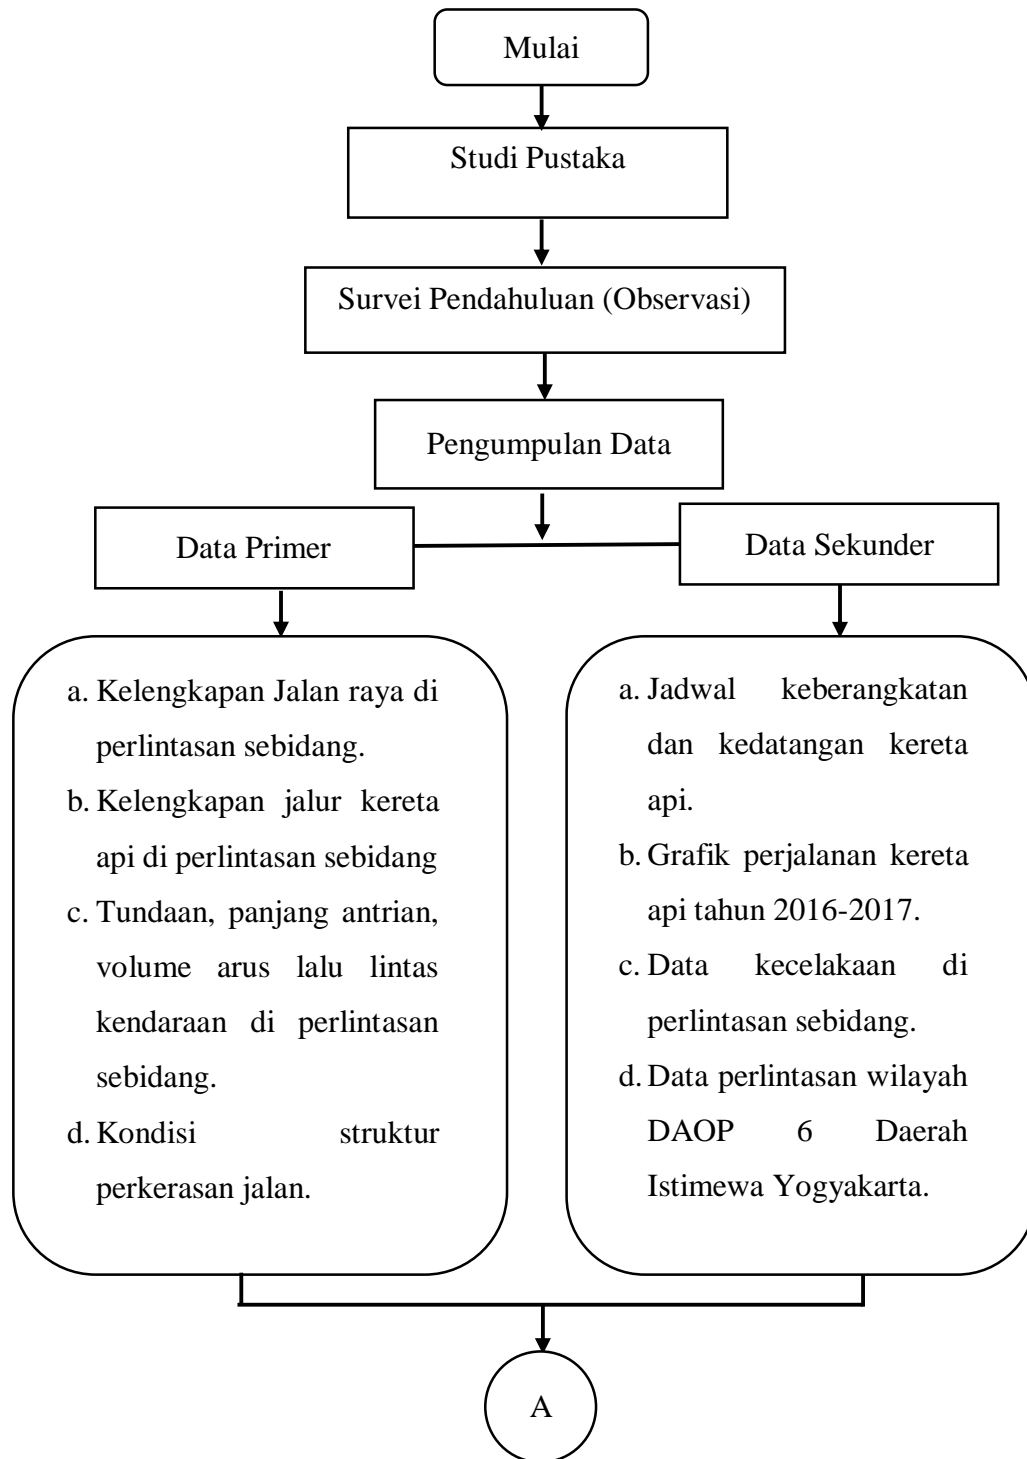 Mulai
Studi Pustaka
Survei Pendahuluan (Observasi)
Pengumpulan Data
Data Primer
Data Sekunder
a. Kelengkapan Jalan raya di
perlintasan sebidang.
b. Kelengkapan jalur kereta
api di perlintasan sebidang
c. Tundaan, panjang antrian,
volume arus lalu lintas
kendaraan di perlintasan
sebidang.
d. Kondisi struktur
perkerasan jalan.
a. Jadwal keberangkatan
dan kedatangan kereta
api.
b. Grafik perjalanan kereta
api tahun 2016-2017.
c. Data kecelakaan di
perlintasan sebidang.
d. Data perlintasan wilayah
DAOP 6 Daerah
Istimewa Yogyakarta.
A